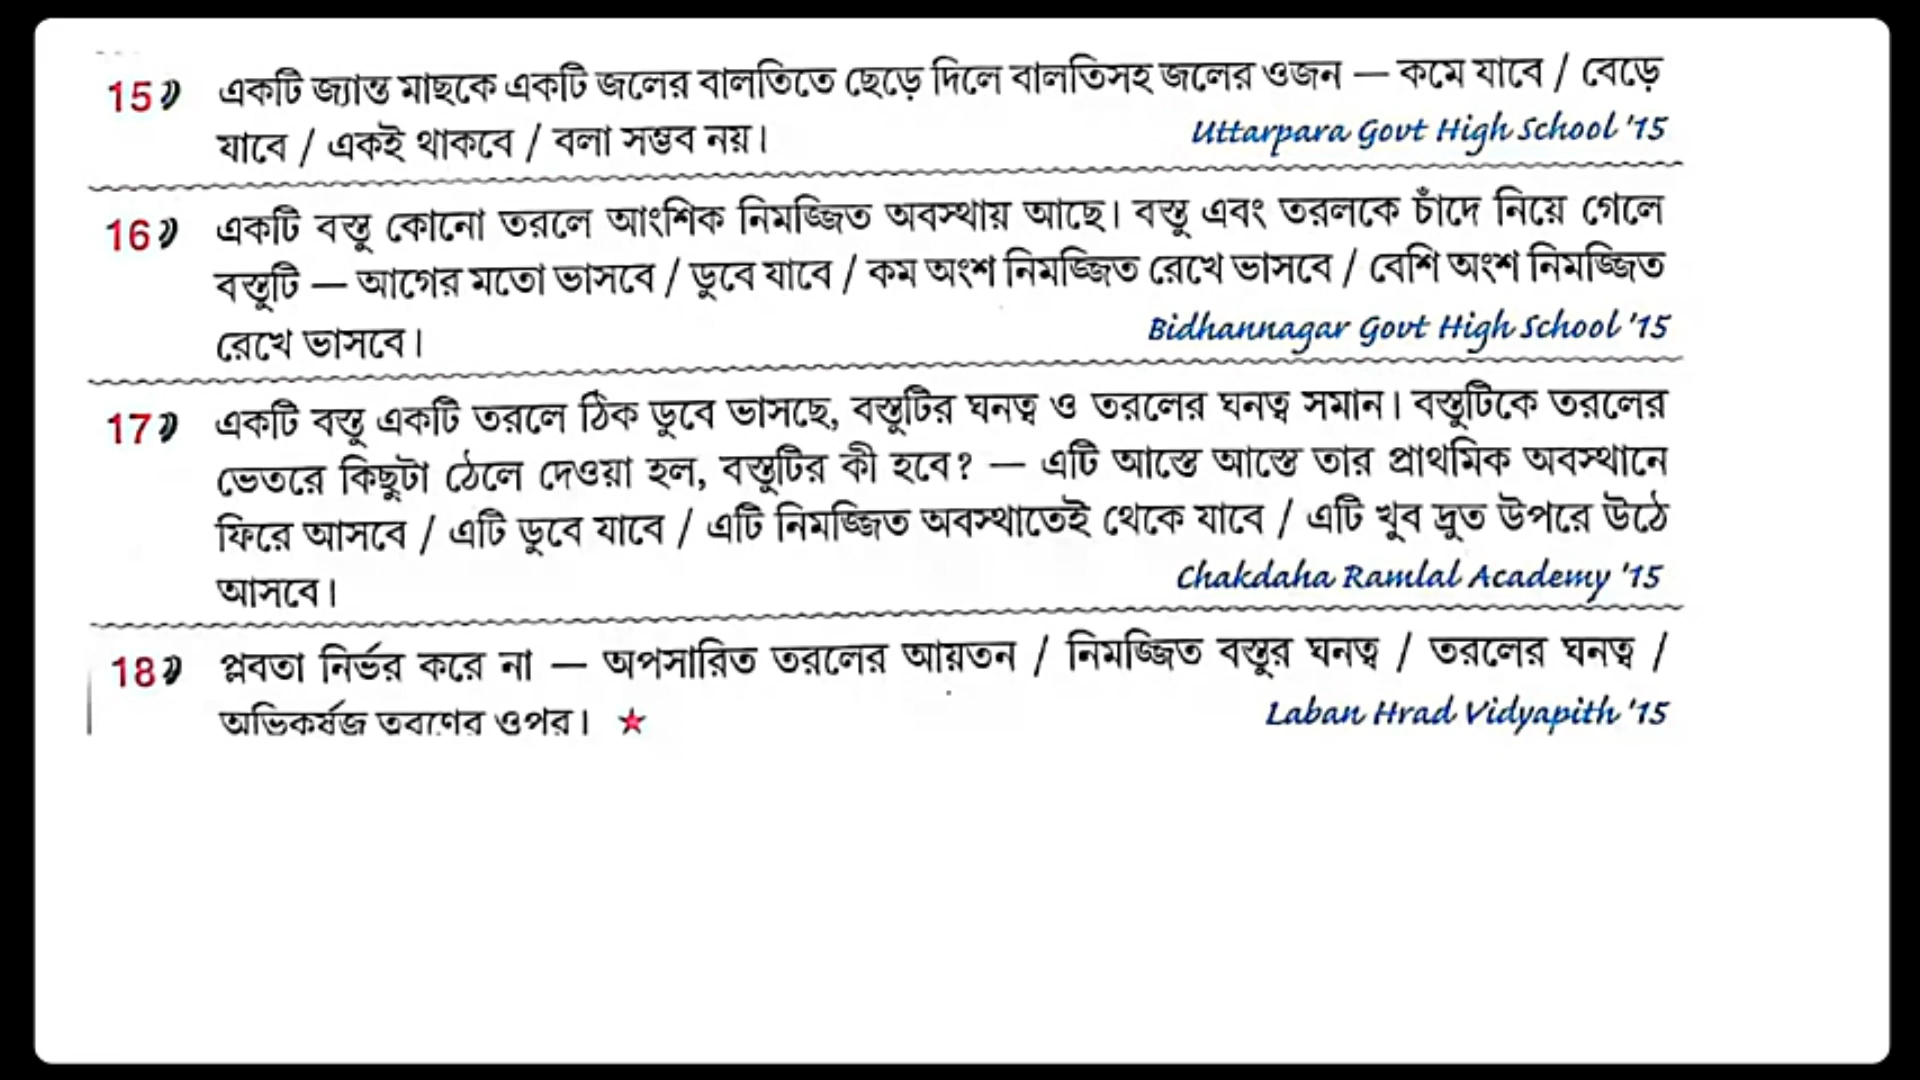 15 একটি জ্যান্ত মাছকে একটি জলের বালতিতে ছেড়ে দিলে বালতিসহ জলের ওজন — কমে যাবে / বেড়ে
যাবে / একই থাকবে / বলা সম্ভব নয়। Uttarpara Govt High School '15
16 একটি বস্তু কোনো তরলে আংশিক নিমজ্জিত অবস্থায় আছে। বস্তু এবং তরলকে চাঁদে নিয়ে গেলে
বস্তুটি — আগের মতো ভাসবে / ডুবে যাবে / কম অংশ নিমজ্জিত রেখে ভাসবে / বেশি অংশ নিমজ্জিত
রেখে ভাসবে। Bidhannagar Govt High School '15
17 একটি বস্তু একটি তরলে ঠিক ডুবে ভাসছে, বস্তুটির ঘনত্ব ও তরলের ঘনত্ব সমান। বস্তুটিকে তরলের
ভেতরে কিছুটা ঠেলে দেওয়া হল, বস্তুটির কী হবে? — এটি আস্তে আস্তে তার প্রাথমিক অবস্থানে
ফিরে আসবে / এটি ডুবে যাবে / এটি নিমজ্জিত অবস্থাতেই থেকে যাবে / এটি খুব দ্রুত উপরে উঠে
আসবে। Chakdaha Ramlal Academy '15
18 প্লবতা নির্ভর করে না — অপসারিত তরলের আয়তন / নিমজ্জিত বস্তুর ঘনত্ব / তরলের ঘনত্ব /
অভিকর্ষজ ত্বরণের ওপর। ★ Laban Hrad Vidyapith '15